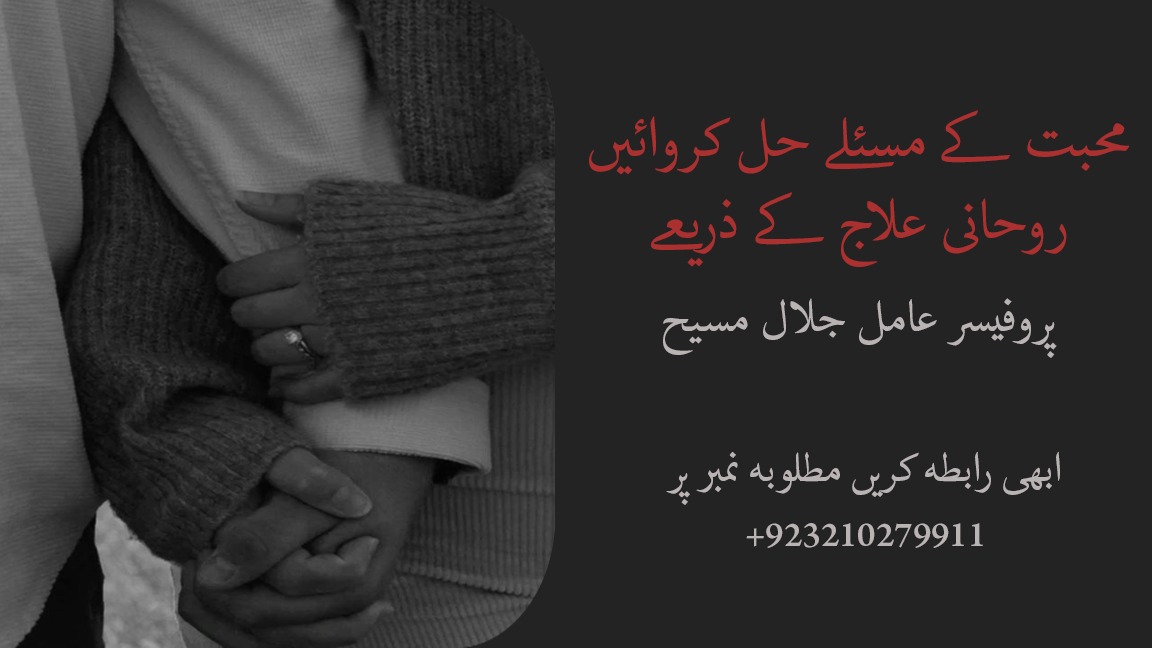 محبت کے مسئلے حل کروائیں
روحانی علاج کے ذریعے
پروفیسر عامل جلال مسیح
ابھی رابطہ کریں مطلوبہ نمبر پر
+923210279911